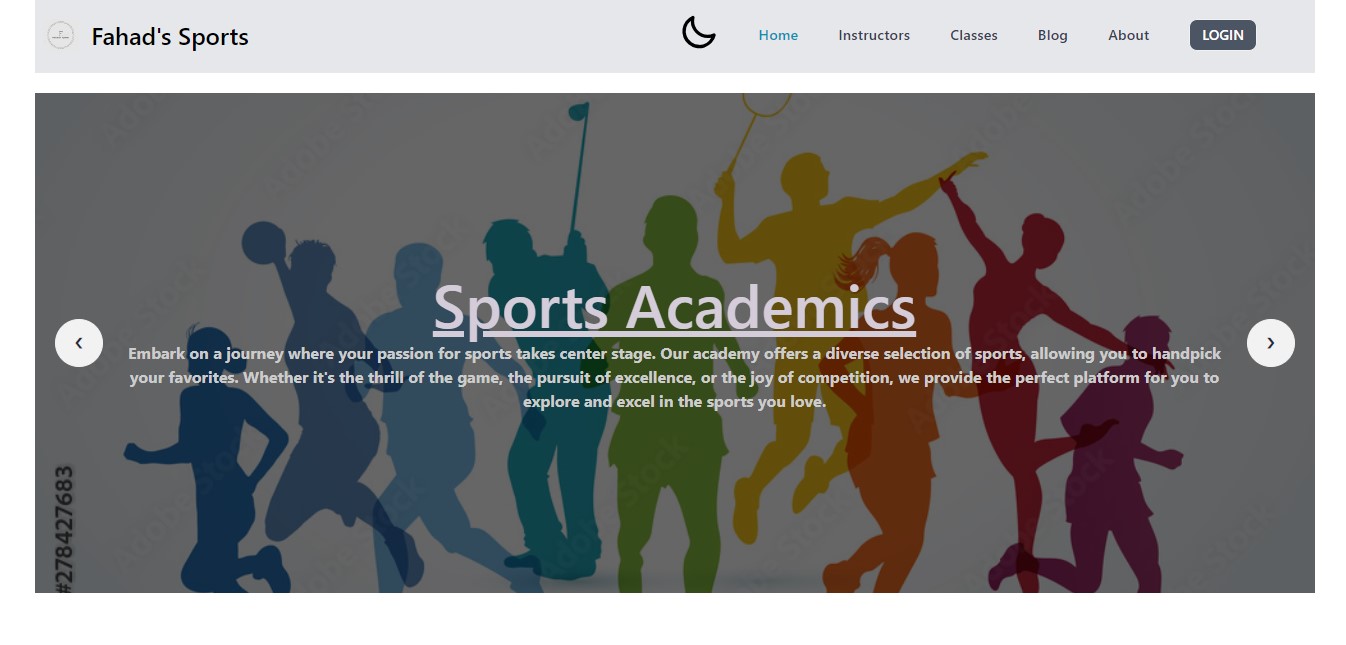 Fahad's Sports
Home Instructors Classes Blog About LOGIN
Sports Academics
Embark on a journey where your passion for sports takes center stage. Our academy offers a diverse selection of sports, allowing you to handpick
your favorites. Whether it's the thrill of the game, the pursuit of excellence, or the joy of competition, we provide the perfect platform for you to
explore and excel in the sports you love.
#278427683
Adobe Stock